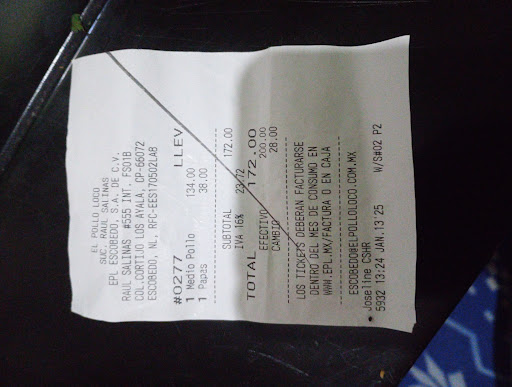 EL POLLO LOCO
SUC RAUL SALINAS
EPL ESCOBEDO, S.A. DE C.V.
RAUL SALINAS #555 INT. FS01B
COL.CORTIJO LOS AYALA, CP-66072
ESCOBEDO, NL, RFC-EES170502LA8
#0277 LLEV
1 Medio Pollo 134.00
1 Papas 38.00
SUBTOTAL 172.00
IVA 16% 23.72
TOTAL 172.00
EFECTIVO 200.00
CAMBIO 28.00
LOS TICKETS DEBERAN FACTURARSE
DENTRO DEL MES DE CONSUMO EN
WWW.EPL.MX/FACTURA O EN CAJA
ESCOBEDO@ELPOLLOLOCO.COM.MX
Joseline CSHR
5932 13:24 JAN.13'25 W/S#02 P2